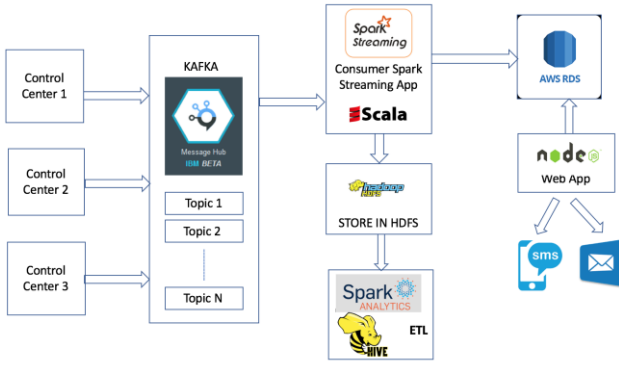 Control
Center 1
Control
Center 2
Control
Center 3
KAFKA
Message Hub
IBM BETA
Topic 1
Topic 2
Topic N
Spark
Streaming
Consumer Spark
Streaming App
Scala
hadoop
HDFS
STORE IN HDFS
Spark
ANALYTICS
HIVE
ETL
AWS RDS
node
JS
Web App
sms